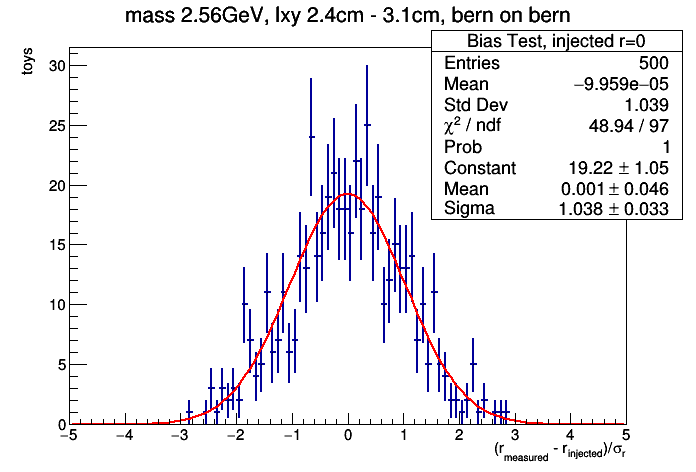 mass 2.56GeV, lxy 2.4cm - 3.1cm, bern on bern
Bias Test, injected r=0
Entries 500
Mean −9.959e−05
Std Dev 1.039
χ² / ndf 48.94 / 97
Prob 1
Constant 19.22 ± 1.05
Mean 0.001 ± 0.046
Sigma 1.038 ± 0.033
toys
30
25
20
15
10
5
0
−5 −4 −3 −2 −1 0 1 2 3 4 5
(r_measured - r_injected)/σ_r